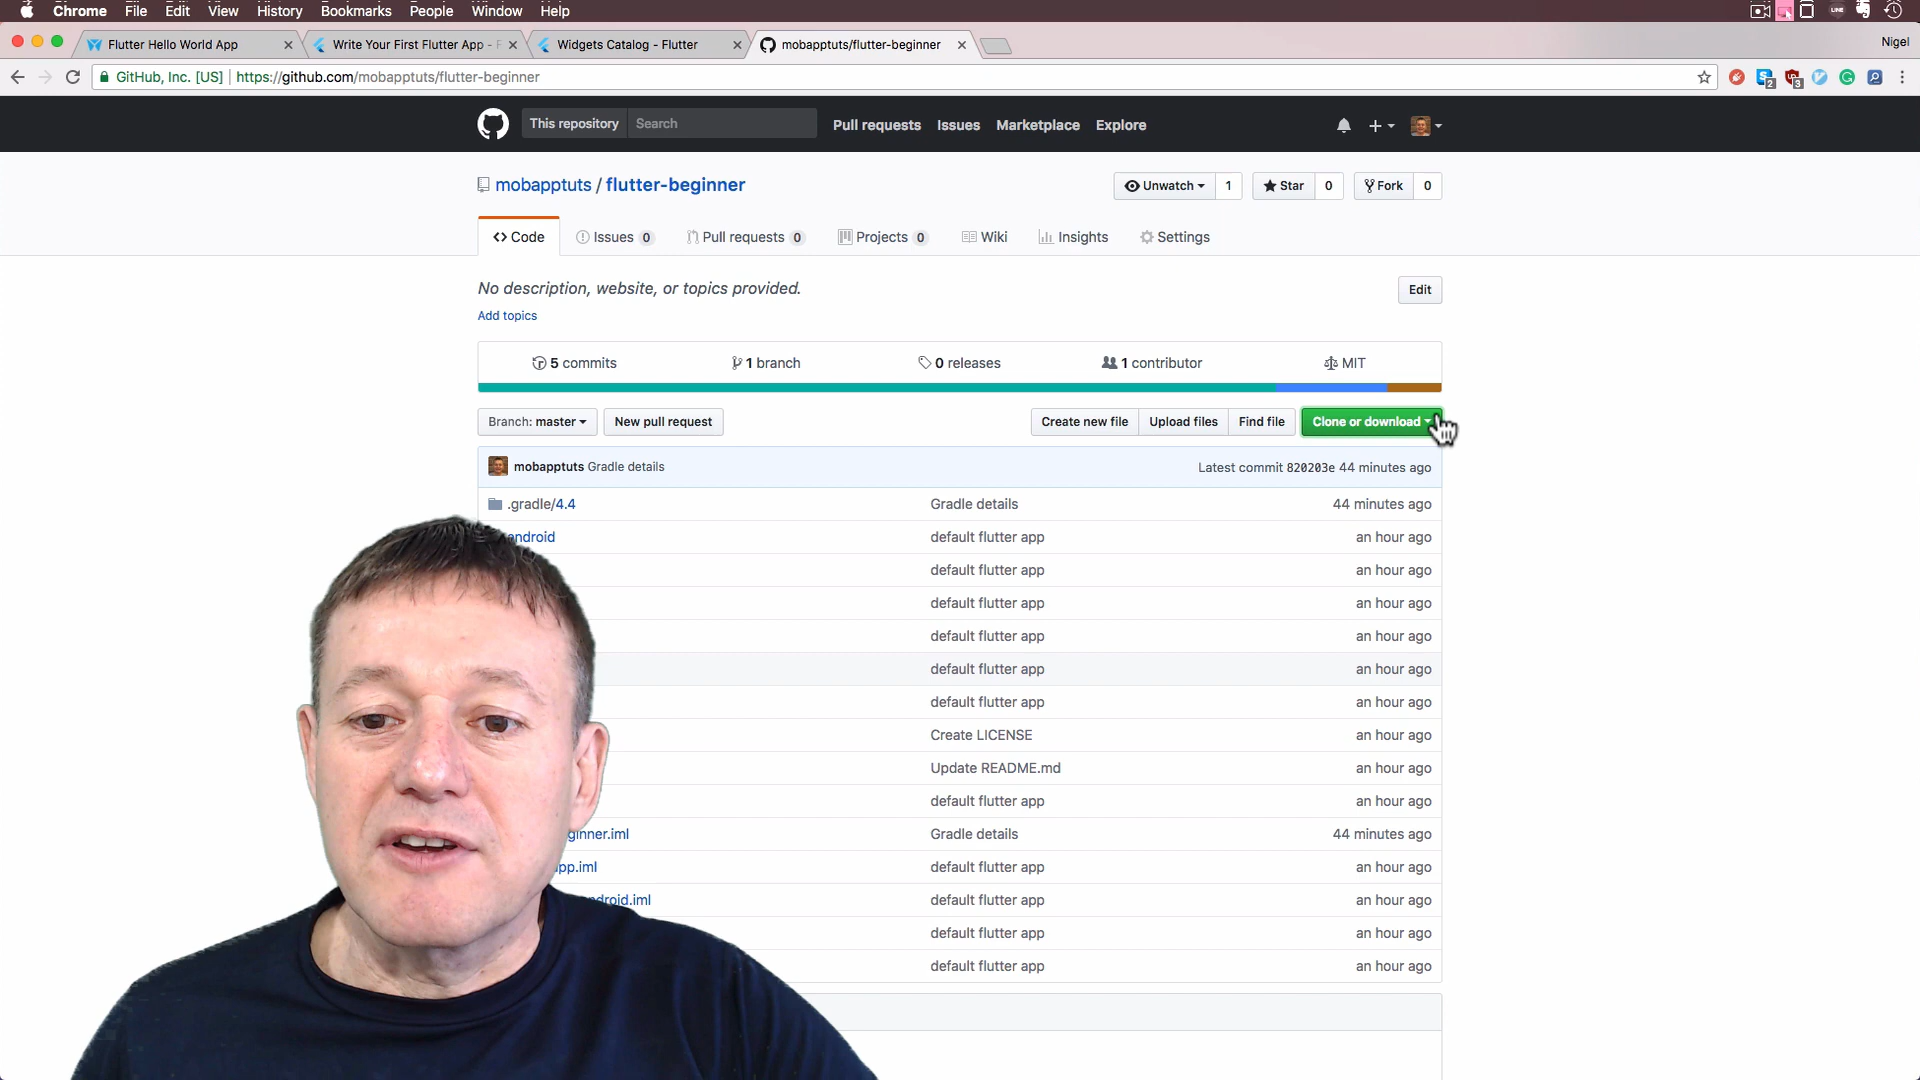 Chrome File Edit View History Bookmarks People Window Help
Flutter Hello World App
Write Your First Flutter App - F
Widgets Catalog - Flutter
mobapptuts/flutter-beginner
Nigel
GitHub, Inc. [US] https://github.com/mobapptuts/flutter-beginner
2
3
This repository Search Pull requests Issues Marketplace Explore
mobapptuts / flutter-beginner
Unwatch 1 Star 0 Fork 0
Code Issues 0 Pull requests 0 Projects 0 Wiki Insights Settings
No description, website, or topics provided.
Edit
Add topics
5 commits 1 branch 0 releases 1 contributor MIT
Branch: master New pull request Create new file Upload files Find file Clone or download
mobapptuts Gradle details Latest commit 820203e 44 minutes ago
.gradle/4.4 Gradle details 44 minutes ago
android default flutter app an hour ago
default flutter app an hour ago
default flutter app an hour ago
default flutter app an hour ago
default flutter app an hour ago
default flutter app an hour ago
Create LICENSE an hour ago
Update README.md an hour ago
default flutter app an hour ago
ginner.iml Gradle details 44 minutes ago
pp.iml default flutter app an hour ago
droid.iml default flutter app an hour ago
default flutter app an hour ago
default flutter app an hour ago